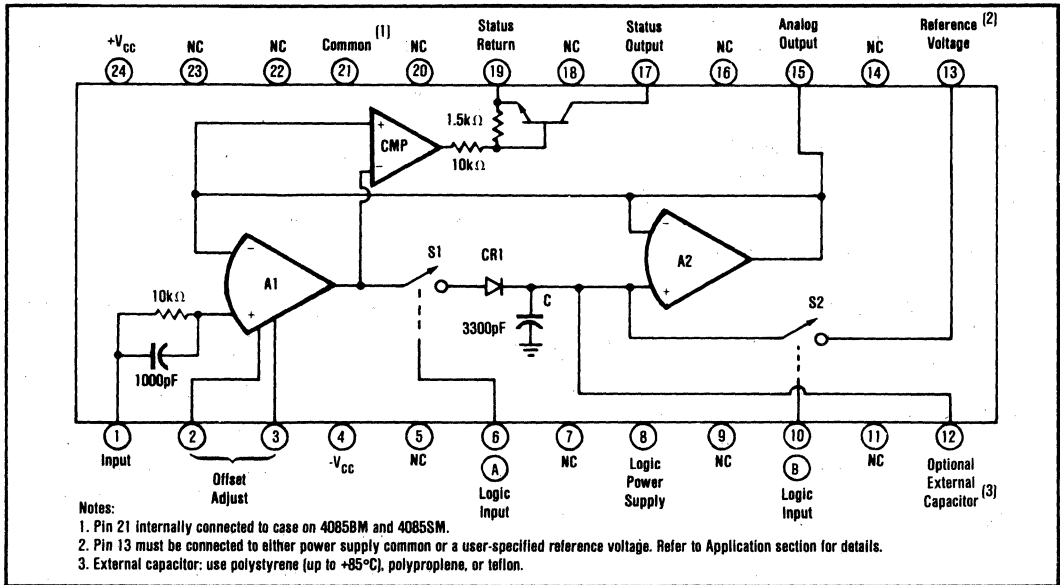 +VCC NC NC Common (1) NC Status Return NC Status Output NC Analog Output NC Reference Voltage (2)
24 23 22 21 20 19 18 17 16 15 14 13
1.5kΩ
+ CMP −
10kΩ
− A1 +
S1
CR1
− A2 +
10kΩ
C
3300pF
S2
1000pF
1 2 3 4 5 6 7 8 9 10 11 12
Input
Offset Adjust
-VCC
NC
A
Logic Input
NC
Logic Power Supply
NC
B
Logic Input
NC
Optional External Capacitor (3)
Notes:
1. Pin 21 internally connected to case on 4085BM and 4085SM.
2. Pin 13 must be connected to either power supply common or a user-specified reference voltage. Refer to Application section for details.
3. External capacitor: use polystyrene (up to +85°C), polyproplene, or teflon.